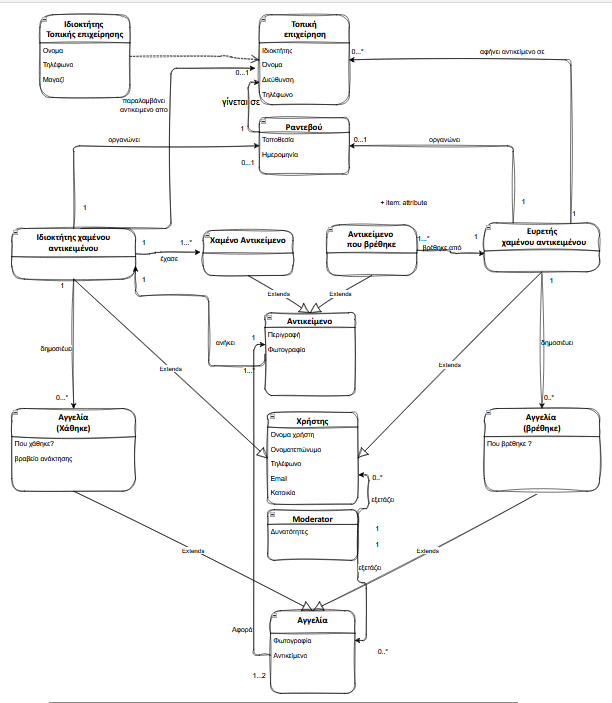 Ιδιοκτήτης
Τοπικής επιχείρησης
Όνομα
Τηλέφωνο
Μαγαζί
Τοπική
επιχείρηση
Ιδιοκτήτης
Όνομα
Διεύθυνση
Τηλέφωνο
0...*
αφήνει αντικείμενο σε
0...1
παραλαμβάνει
αντικειμενο απο
γίνεται σε
1
Ραντεβού
Τοποθεσία
Ημερομηνία
οργανώνει
0...1
0...1
οργανώνει
1
1
1
+ item: attribute
Ιδιοκτήτης χαμένου
αντικειμένου
1
1...*
έχασε
Χαμένο Αντικείμενο
Αντικείμενο
που βρέθηκε
1...*
βρέθηκε από
1
Ευρετής
χαμένου αντικειμένου
1
1
1
Extends
Extends
Αντικείμενο
Περιγραφή
Φωτογραφία
1
ανήκει
1...*
δημοσιεύει
Extends
Extends
δημοσιεύει
0...*
0..*
Αγγελία
(Χάθηκε)
Που χάθηκε?
βραβείο ανάκτησης
Χρήστης
Όνομα χρήστη
Ονοματεπώνυμο
Τηλέφωνο
Email
Κατοικία
Αγγελία
(βρέθηκε)
Που βρέθηκε ?
0..*
εξετάζει
Moderator
Δυνατότητες
1
1
Extends
Extends
εξετάζει
Αγγελία
Φωτογραφία
Αντικείμενο
Αφορά
0..*
1...2